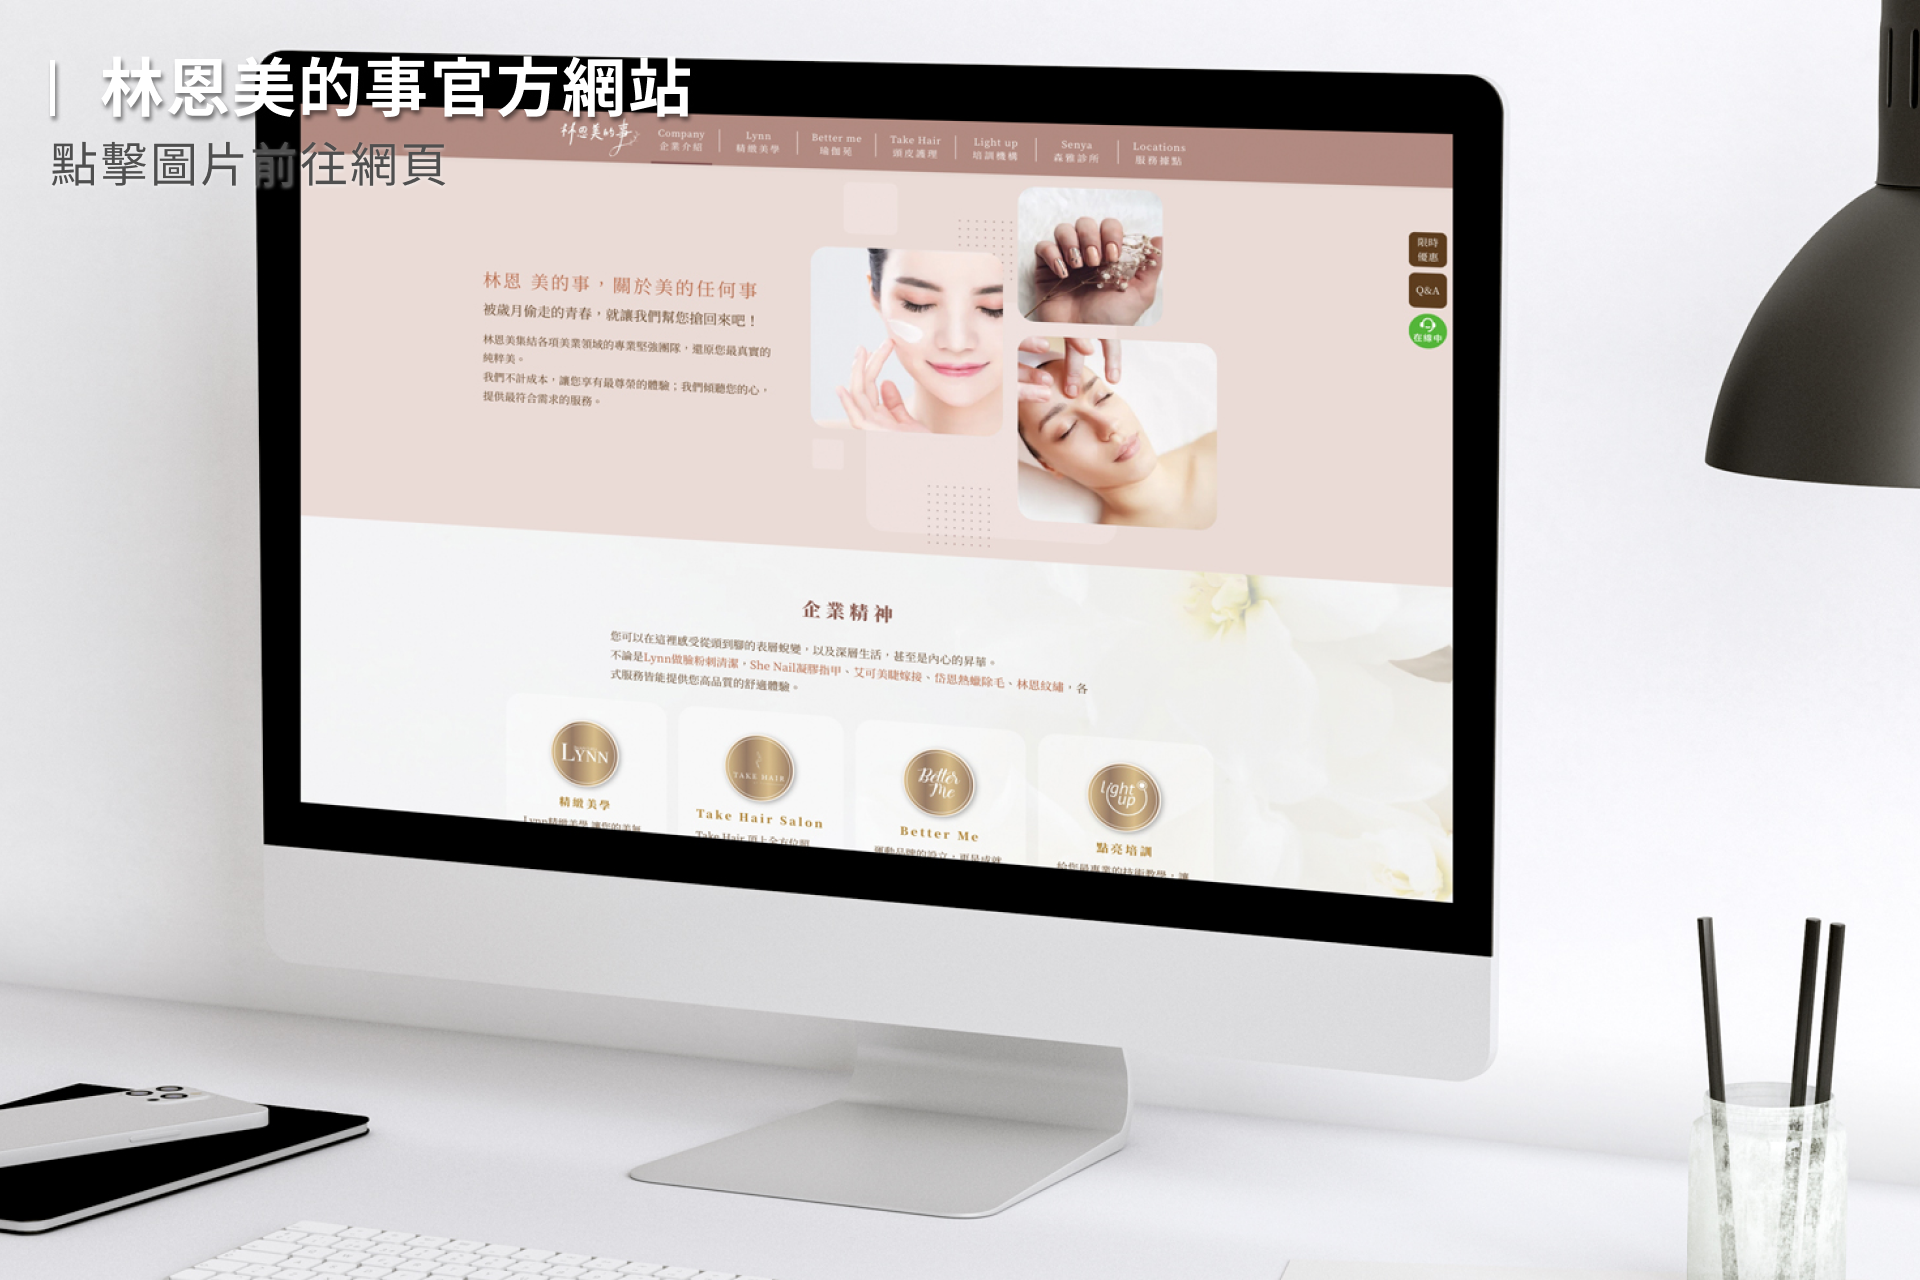 ｜ 林恩美的事官方網站
點擊圖片前往網頁
林恩美的事
Company
企業介紹
Lynn
精緻美學
Better me
瑜伽苑
Take Hair
頭皮護理
Light up
培訓機構
Senya
森雅診所
Locations
服務據點
限時
優惠
Q&A
在線中
林恩 美的事，關於美的任何事
被歲月偷走的青春，就讓我們幫您搶回來吧！
林恩美集結各項美業領域的專業堅強團隊，還原您最真實的
純粹美。
我們不計成本，讓您享有最尊榮的體驗；我們傾聽您的心，
提供最符合需求的服務。
企業精神
您可以在這裡感受從頭到腳的表層蛻變，以及深層生活，甚至是內心的昇華。
不論是Lynn做臉粉刺清潔，She Nail凝膠指甲、艾可美睫嫁接、岱恩熱蠟除毛、林恩紋繡，各
式服務皆能提供您高品質的舒適體驗。
LYNN
精緻美學
Lynn精緻美學 讓您的美無
TAKE HAIR
Take Hair Salon
Take Hair 頂上全方位照
Better
Me
Better Me
運動品牌的設立，更是成就
light
up
點亮培訓
給您最專業的技術教學，讓